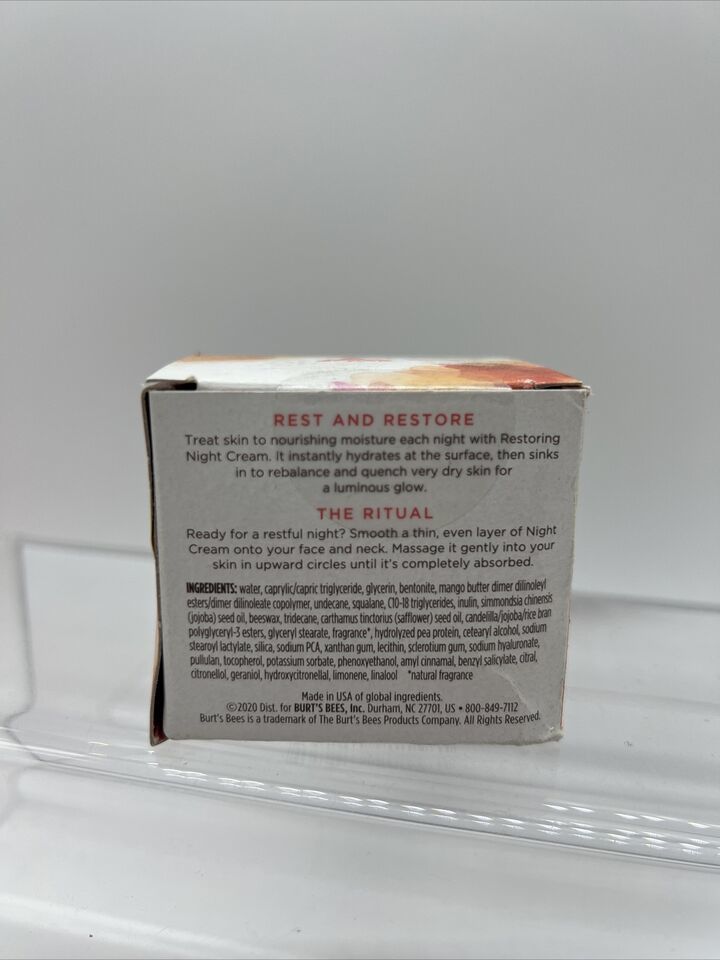 REST AND RESTORE
Treat skin to nourishing moisture each night with Restoring
Night Cream. It instantly hydrates at the surface, then sinks
in to rebalance and quench very dry skin for
a luminous glow.
THE RITUAL
Ready for a restful night? Smooth a thin, even layer of Night
Cream onto your face and neck. Massage it gently into your
skin in upward circles until it's completely absorbed.
INGREDIENTS: water, caprylic/capric triglyceride, glycerin, bentonite, mango butter dimer dilinoleyl
esters/dimer dilinoleate copolymer, undecane, squalane, C10-18 triglycerides, inulin, simmondsia chinensis
(jojoba) seed oil, beeswax, tridecane, carthamus tinctorius (safflower) seed oil, candelilla/jojoba/rice bran
polyglyceryl-3 esters, glyceryl stearate, fragrance*, hydrolyzed pea protein, cetearyl alcohol, sodium
stearoyl lactylate, silica, sodium PCA, xanthan gum, lecithin, sclerotium gum, sodium hyaluronate,
pullulan, tocopherol, potassium sorbate, phenoxyethanol, amyl cinnamal, benzyl salicylate, citral,
citronellol, geraniol, hydroxycitronellal, limonene, linalool *natural fragrance
Made in USA of global ingredients.
©2020 Dist. for BURT'S BEES, Inc. Durham, NC 27701, US • 800-849-7112
Burt's Bees is a trademark of The Burt's Bees Products Company. All Rights Reserved.